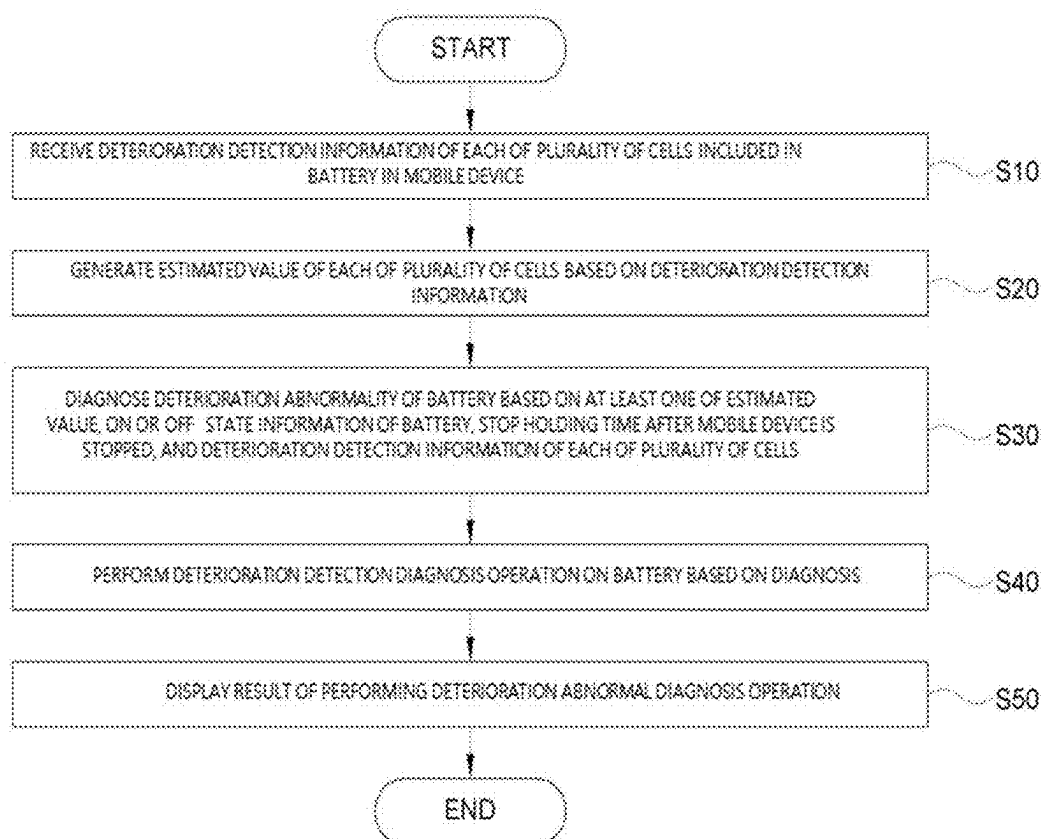 START
RECEIVE DETERIORATION DETECTION INFORMATION OF EACH OF PLURALITY OF CELLS INCLUDED IN
BATTERY IN MOBILE DEVICE
S10
GENERATE ESTIMATED VALUE OF EACH OF PLURALITY OF CELLS BASED ON DETERIORATION DETECTION
INFORMATION
S20
DIAGNOSE DETERIORATION ABNORMALITY OF BATTERY BASED ON AT LEAST ONE OF ESTIMATED
VALUE, ON OR OFF STATE INFORMATION OF BATTERY, STOP HOLDING TIME AFTER MOBILE DEVICE IS
STOPPED, AND DETERIORATION DETECTION INFORMATION OF EACH OF PLURALITY OF CELLS
S30
PERFORM DETERIORATION DETECTION DIAGNOSIS OPERATION ON BATTERY BASED ON DIAGNOSIS
S40
DISPLAY RESULT OF PERFORMING DETERIORATION ABNORMAL DIAGNOSIS OPERATION
S50
END